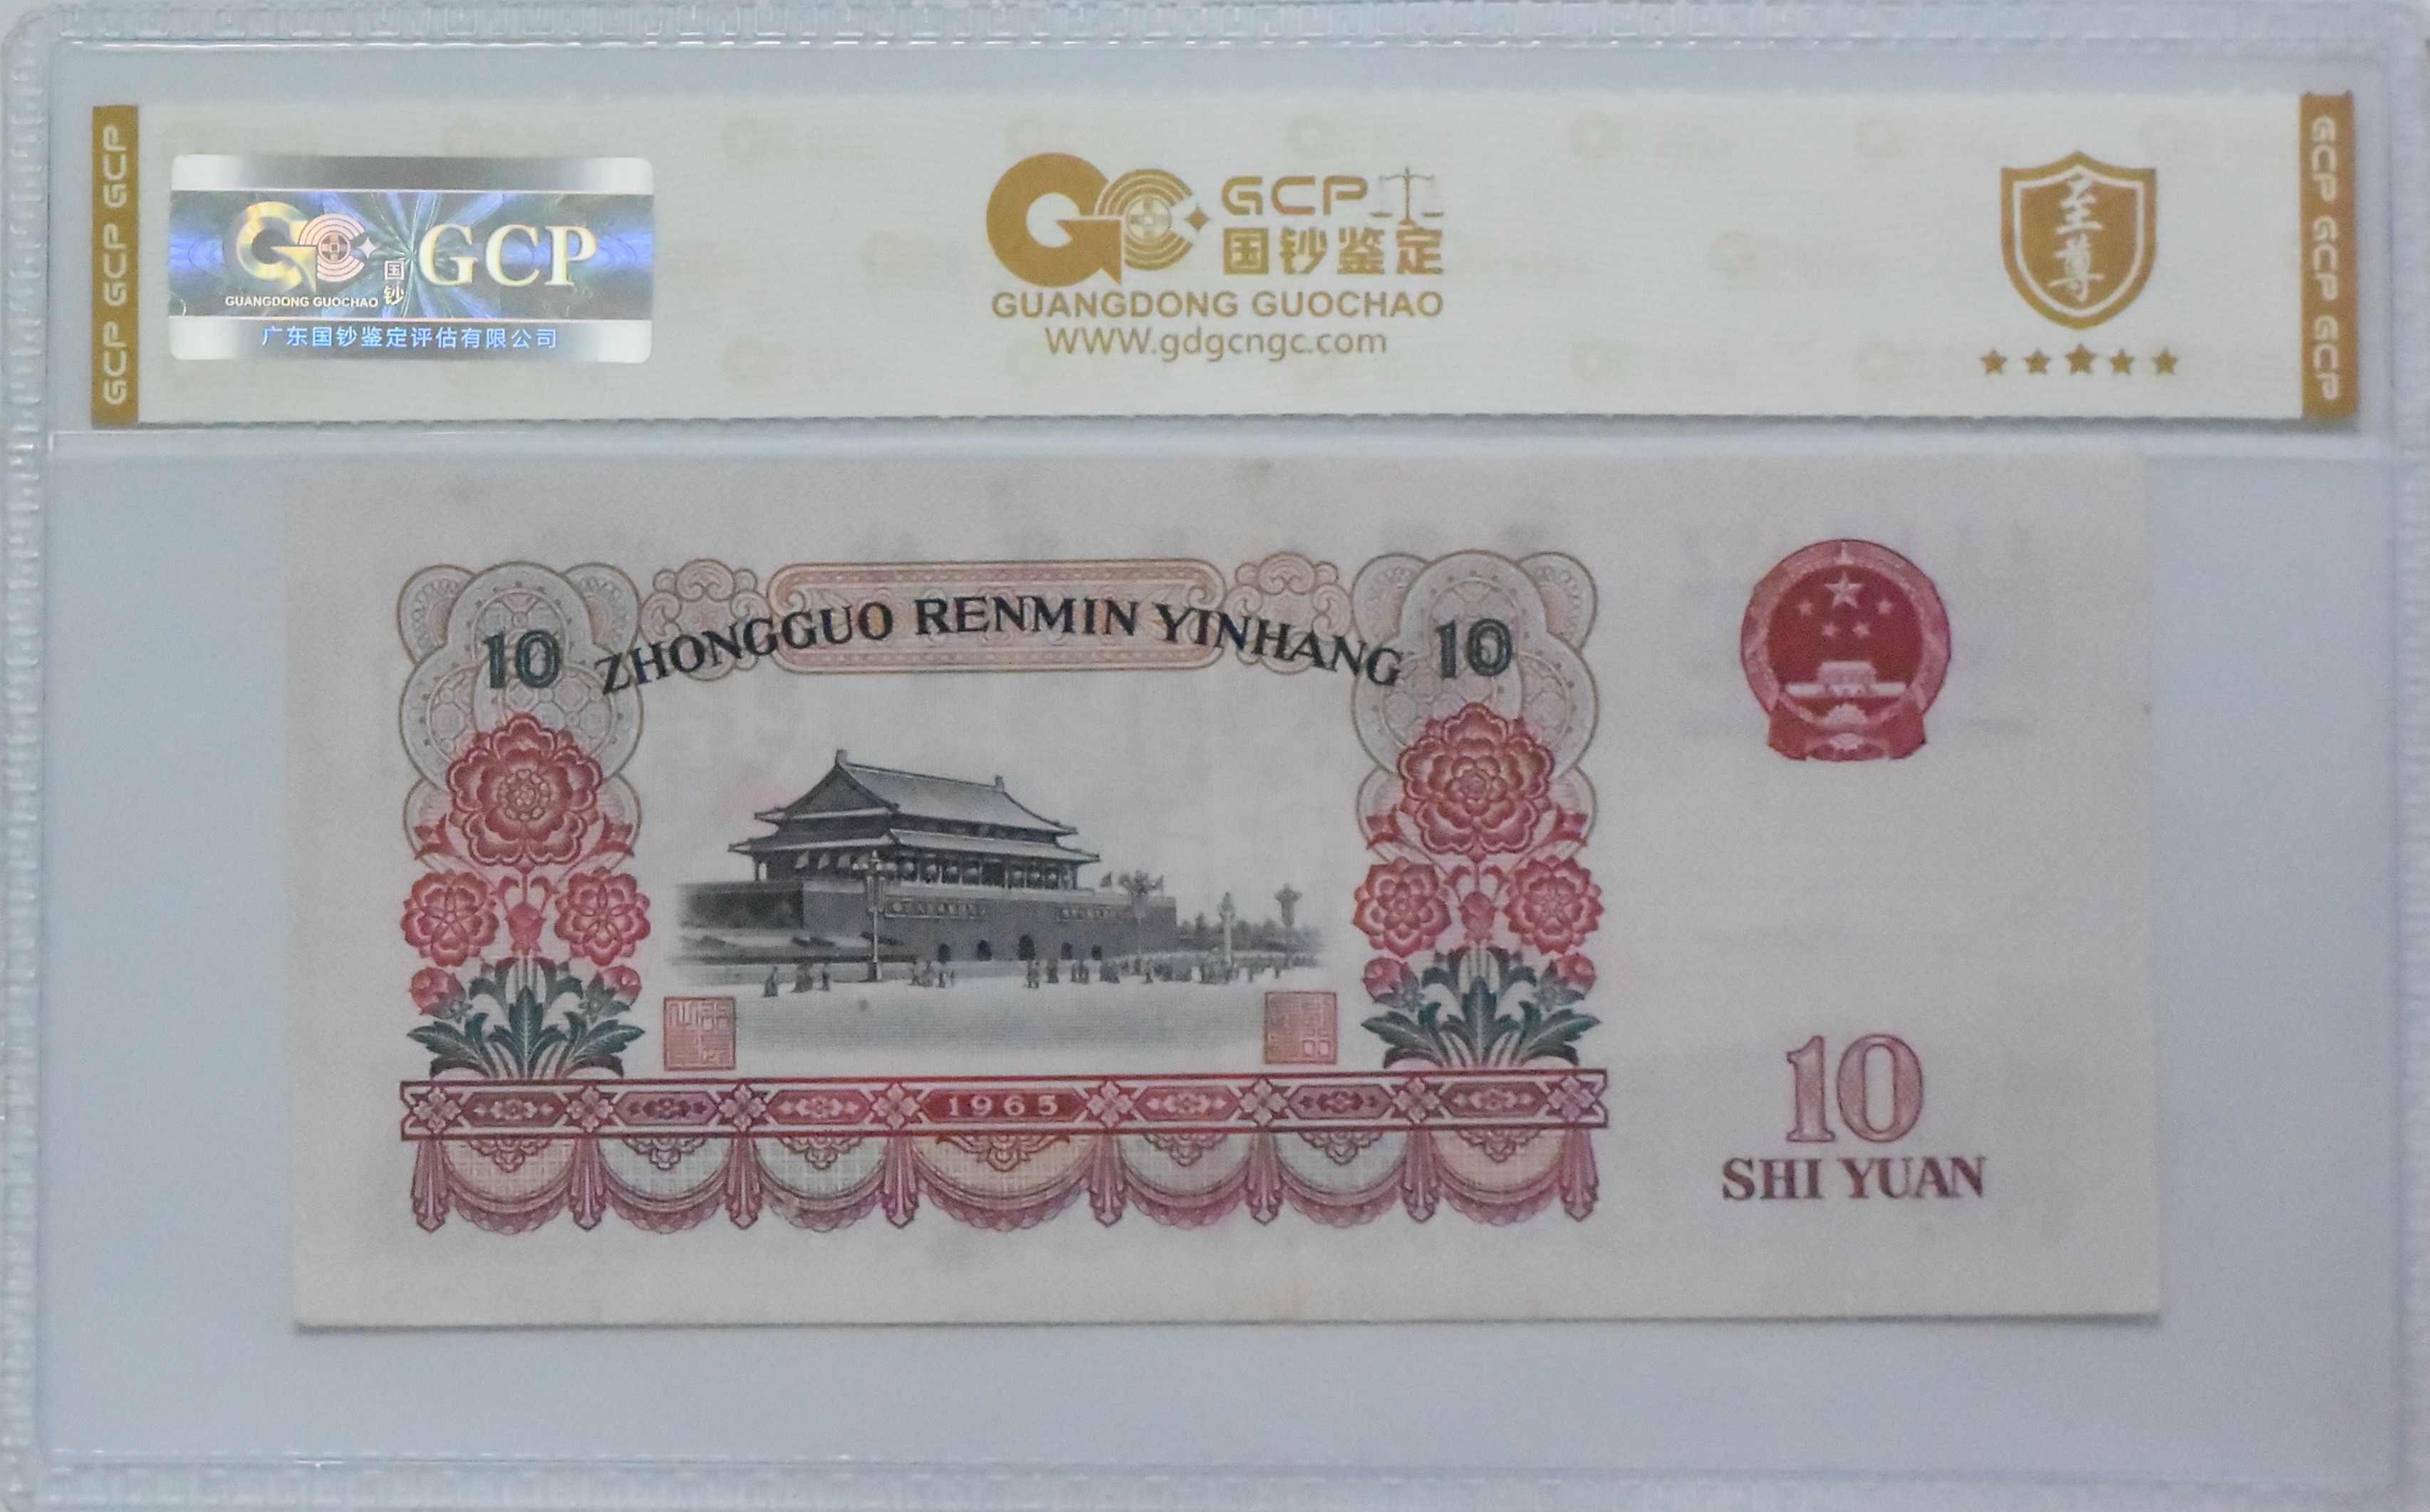 GCP GCP GCP
国钞
GCP
GUANGDONG GUOCHAO
广东国钞鉴定评估有限公司
GCP
国钞鉴定
GUANGDONG GUOCHAO
WWW.gdgcngc.com
至尊
GCP GCP GCP
ZHONGGUO RENMIN YINHANG
10
10
1965
10
SHI YUAN